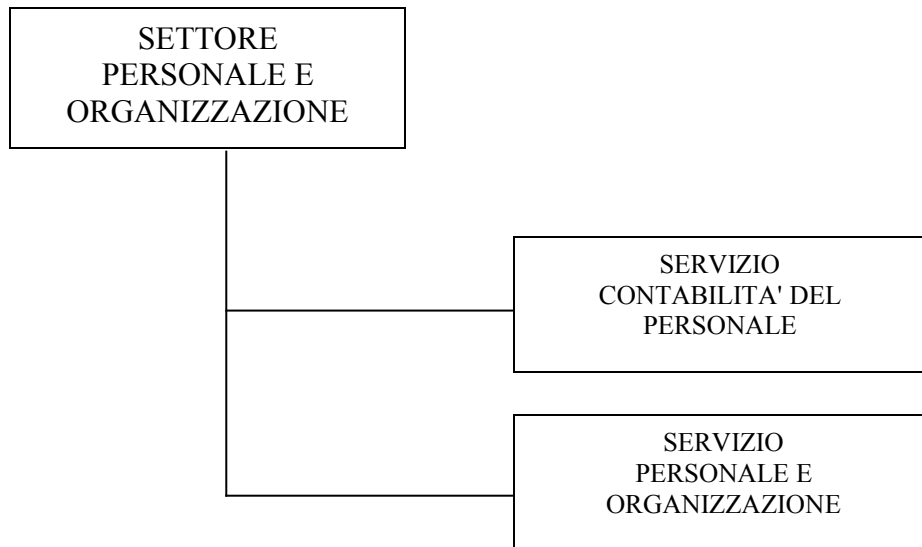 SETTORE
PERSONALE E
ORGANIZZAZIONE
SERVIZIO
CONTABILITA' DEL
PERSONALE
SERVIZIO
PERSONALE E
ORGANIZZAZIONE